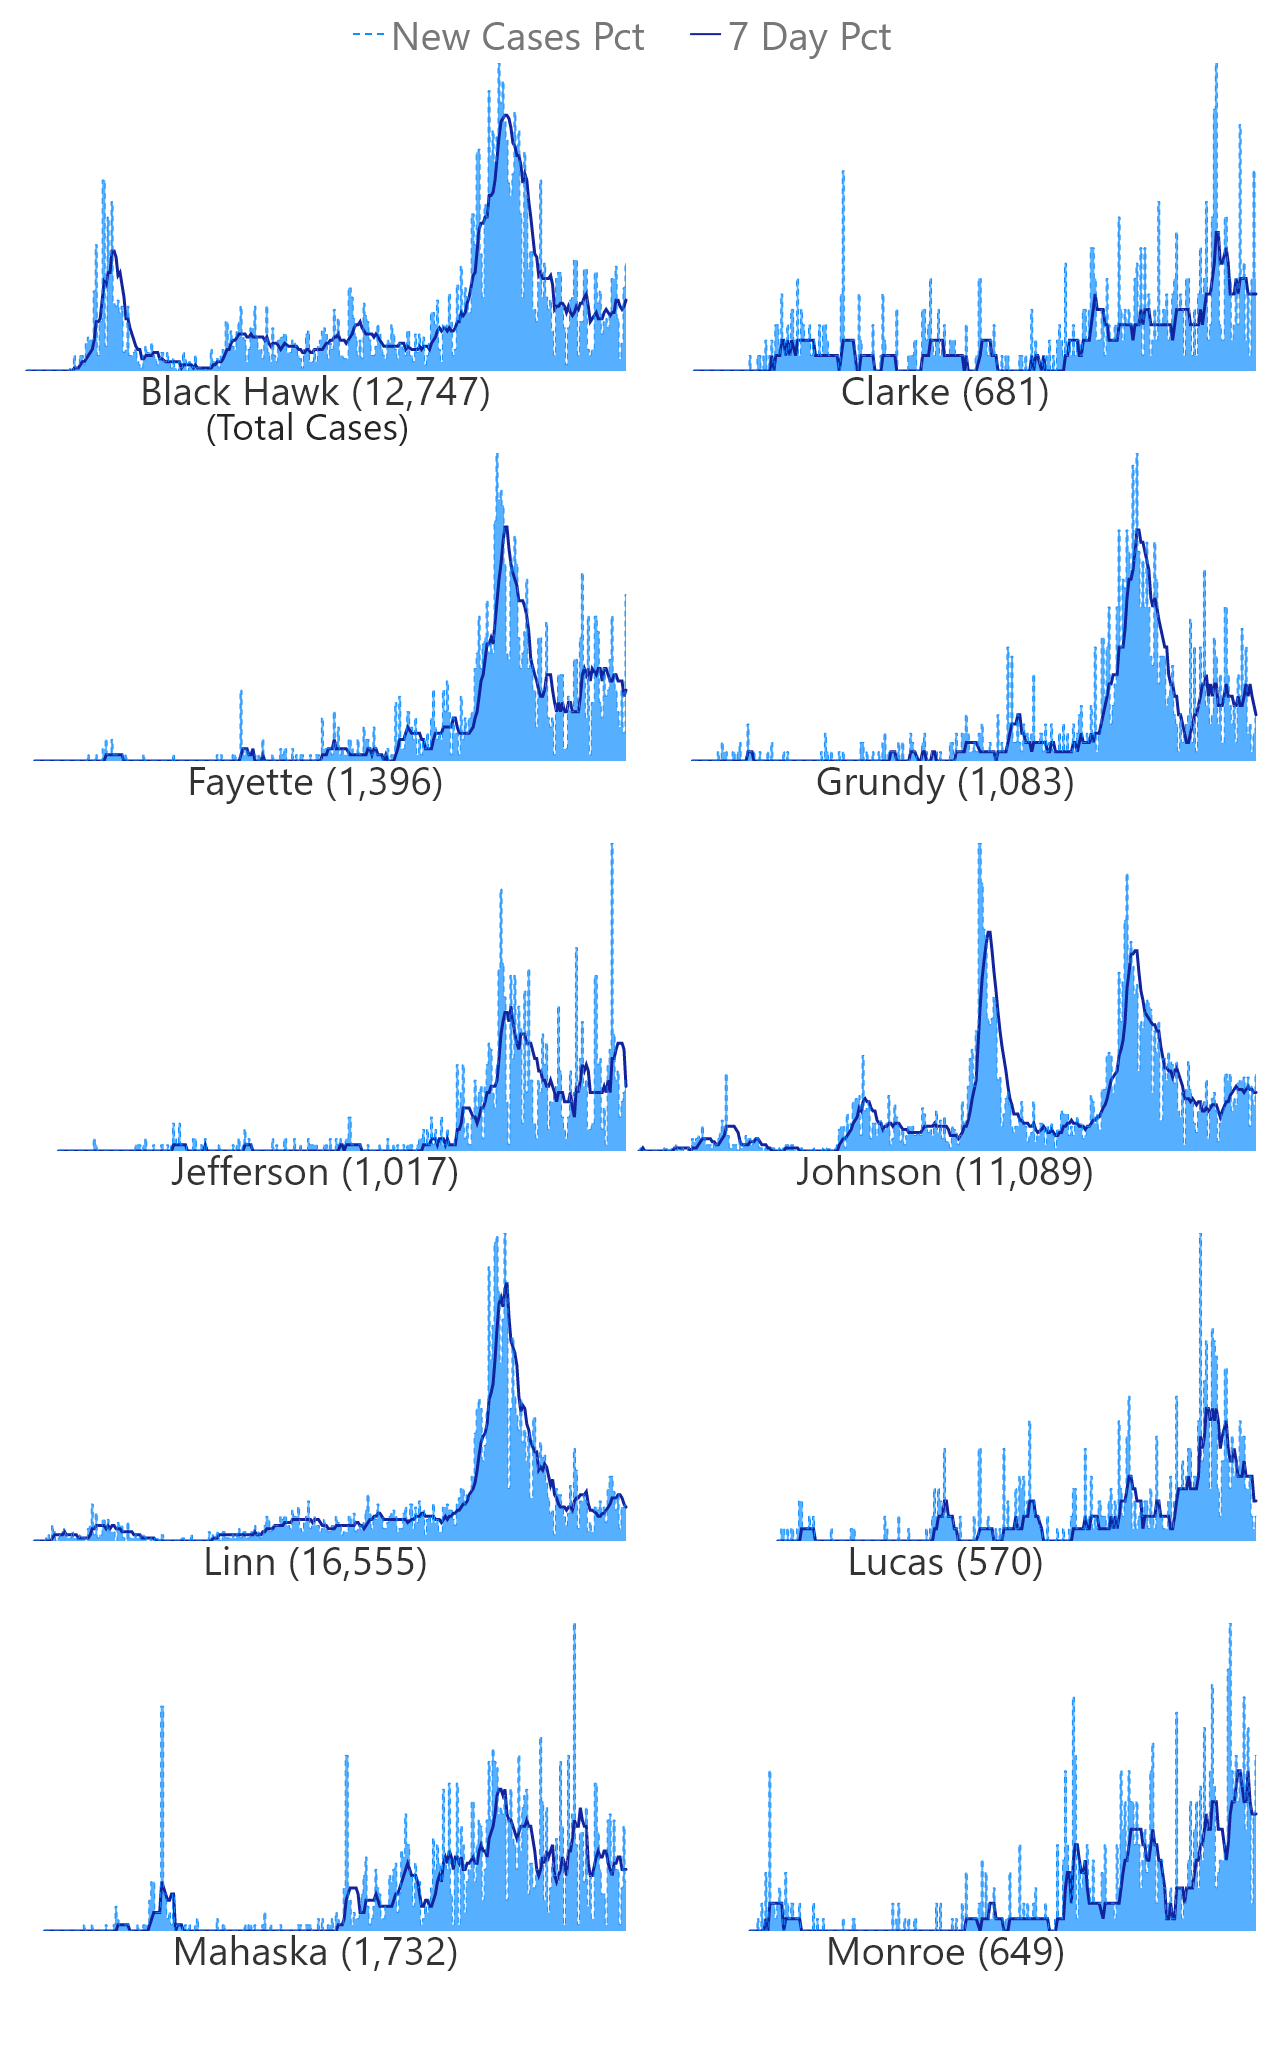 New Cases Pct 7 Day Pct
Black Hawk (12,747)
(Total Cases)
Clarke (681)
Fayette (1,396)
Grundy (1,083)
Jefferson (1,017)
Johnson (11,089)
Linn (16,555)
Lucas (570)
Mahaska (1,732)
Monroe (649)